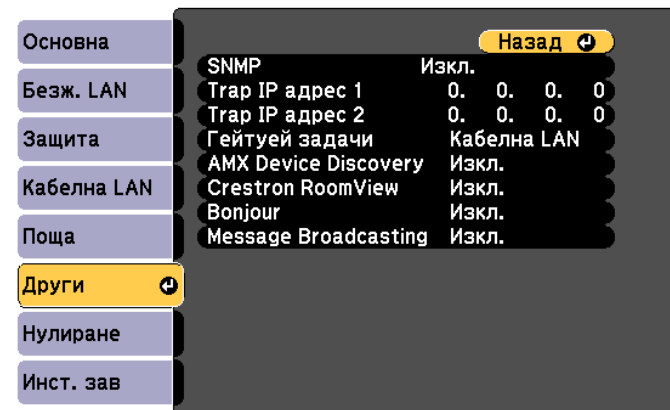 Основна
Безж. LAN
Защита
Кабелна LAN
Поща
Други
Нулиране
Инст. зав
Назад
SNMP Изкл.
Trap IP адрес 1 0. 0. 0. 0
Trap IP адрес 2 0. 0. 0. 0
Гейтуей задачи Кабелна LAN
AMX Device Discovery Изкл.
Crestron RoomView Изкл.
Bonjour Изкл.
Message Broadcasting Изкл.